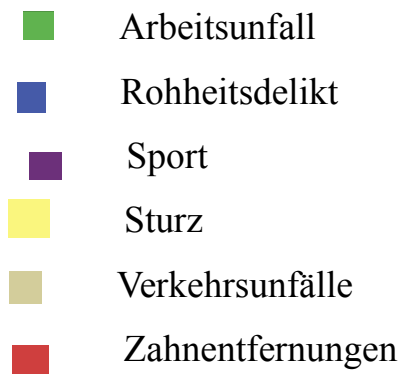 Arbeitsunfall
Rohheitsdelikt
Sport
Sturz
Verkehrsunfälle
Zahnentfernungen